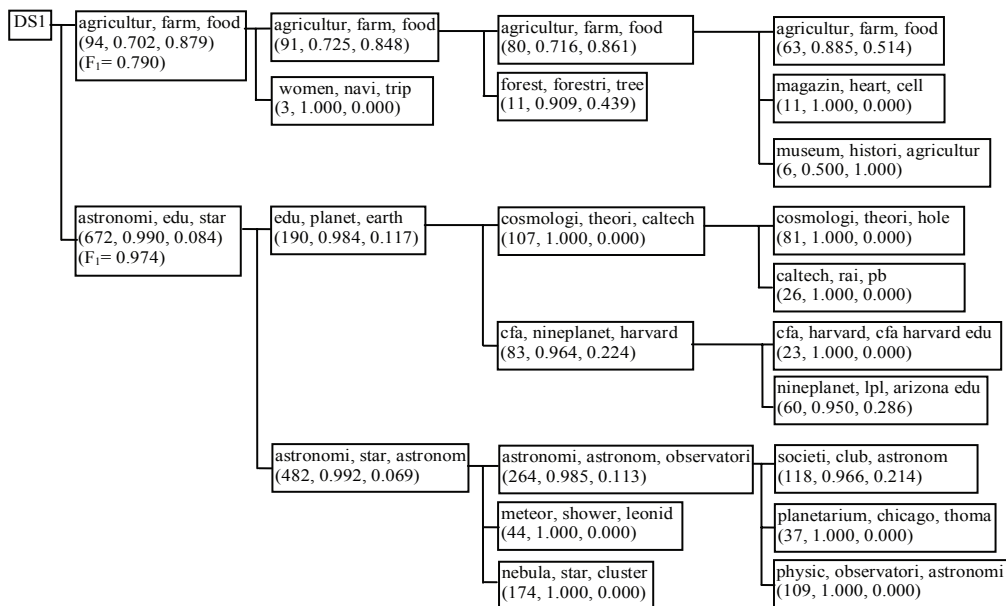 DS1
agricultur, farm, food
(94, 0.702, 0.879)
(F₁= 0.790)
agricultur, farm, food
(91, 0.725, 0.848)
agricultur, farm, food
(80, 0.716, 0.861)
agricultur, farm, food
(63, 0.885, 0.514)
women, navi, trip
(3, 1.000, 0.000)
forest, forestri, tree
(11, 0.909, 0.439)
magazin, heart, cell
(11, 1.000, 0.000)
museum, histori, agricultur
(6, 0.500, 1.000)
astronomi, edu, star
(672, 0.990, 0.084)
(F₁= 0.974)
edu, planet, earth
(190, 0.984, 0.117)
cosmologi, theori, caltech
(107, 1.000, 0.000)
cosmologi, theori, hole
(81, 1.000, 0.000)
caltech, rai, pb
(26, 1.000, 0.000)
cfa, nineplanet, harvard
(83, 0.964, 0.224)
cfa, harvard, cfa harvard edu
(23, 1.000, 0.000)
nineplanet, lpl, arizona edu
(60, 0.950, 0.286)
astronomi, star, astronom
(482, 0.992, 0.069)
astronomi, astronom, observatori
(264, 0.985, 0.113)
societi, club, astronom
(118, 0.966, 0.214)
meteor, shower, leonid
(44, 1.000, 0.000)
planetarium, chicago, thoma
(37, 1.000, 0.000)
nebula, star, cluster
(174, 1.000, 0.000)
physic, observatori, astronomi
(109, 1.000, 0.000)